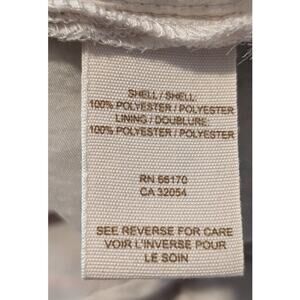 SHELL / SHELL:
100% POLYESTER / POLYESTER
LINING / DOUBLURE:
100% POLYESTER / POLYESTER
RN 66170
CA 32054
SEE REVERSE FOR CARE
VOIR L'INVERSE POUR
LE SOIN